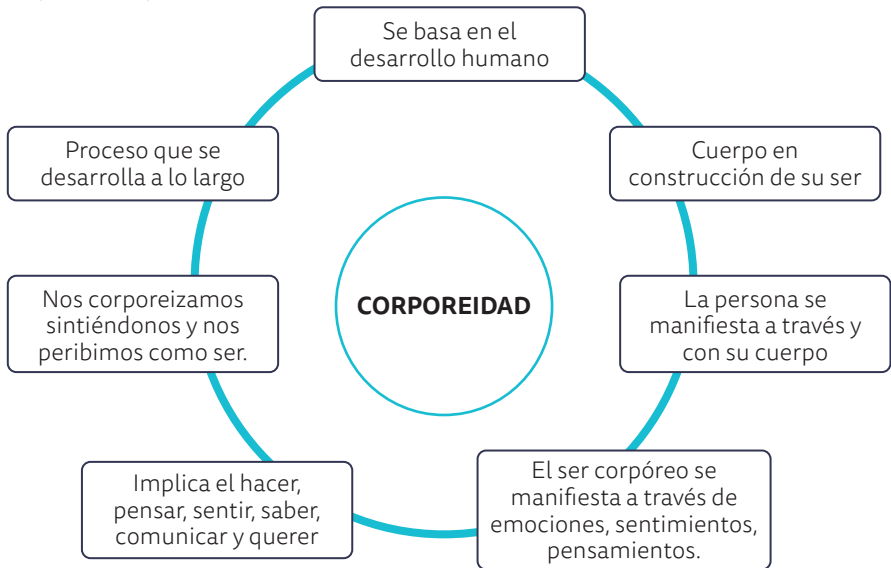 Se basa en el
desarrollo humano
Proceso que se
desarrolla a lo largo
Cuerpo en
construcción de su ser
Nos corporeizamos
sintiéndonos y nos
peribimos como ser.
CORPOREIDAD
La persona se
manifiesta a través y
con su cuerpo
Implica el hacer,
pensar, sentir, saber,
comunicar y querer
El ser corpóreo se
manifiesta a través de
emociones, sentimientos,
pensamientos.